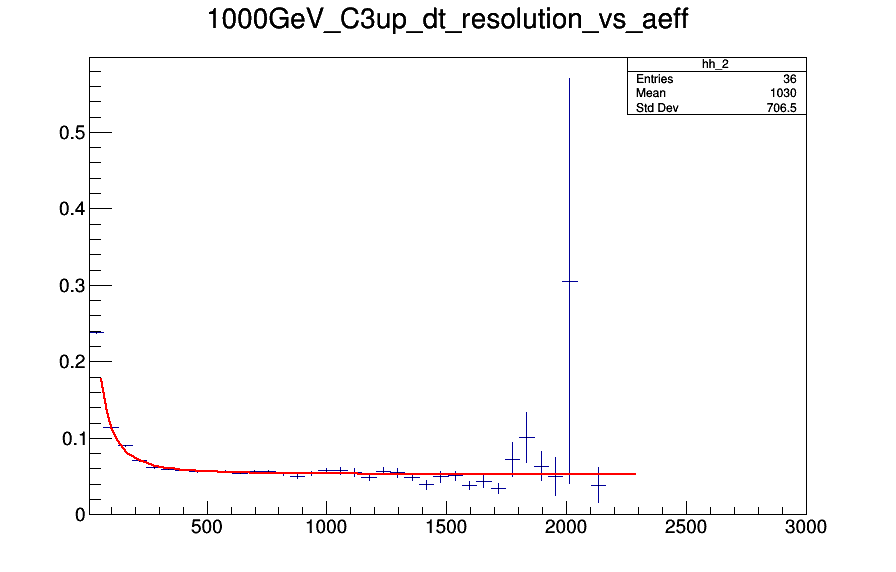 1000GeV_C3up_dt_resolution_vs_aeff
hh_2
Entries 36
Mean 1030
Std Dev 706.5
0.5
0.4
0.3
0.2
0.1
0
500 1000 1500 2000 2500 3000